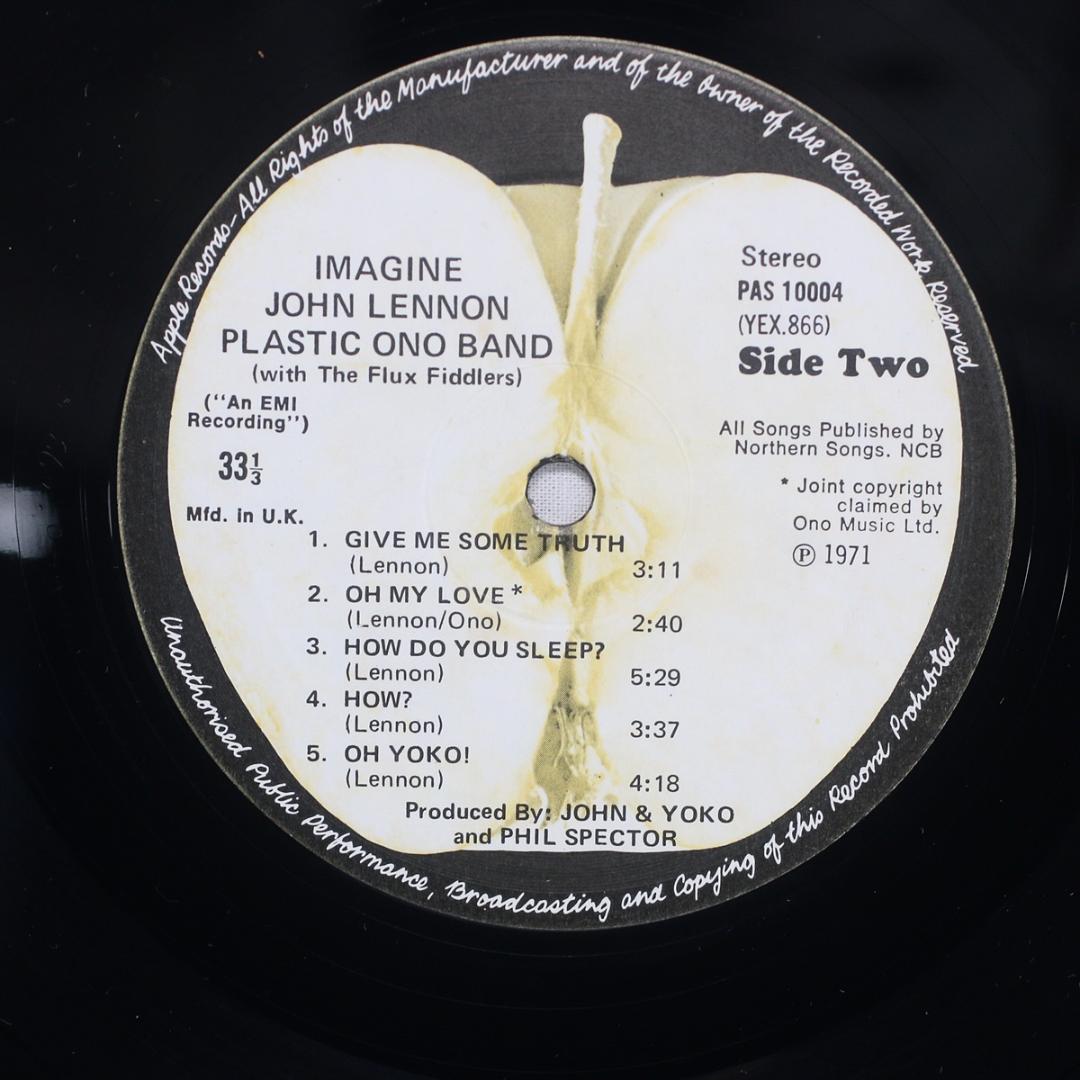 Apple Records-All Rights of the Manufacturer and of the Owner of the Recorded Work Reserved
IMAGINE
JOHN LENNON
PLASTIC ONO BAND
(with The Flux Fiddlers)
(“An EMI
Recording”)
33⅓
Mfd. in U.K.
Stereo
PAS 10004
(YEX.866)
Side Two
All Songs Published by
Northern Songs. NCB
* Joint copyright
claimed by
Ono Music Ltd.
℗ 1971
1. GIVE ME SOME TRUTH
(Lennon) 3:11
2. OH MY LOVE *
(Lennon/Ono) 2:40
3. HOW DO YOU SLEEP?
(Lennon) 5:29
4. HOW?
(Lennon) 3:37
5. OH YOKO!
(Lennon) 4:18
Produced By: JOHN & YOKO
and PHIL SPECTOR
Unauthorised Public Performance, Broadcasting and Copying of this Record Prohibited